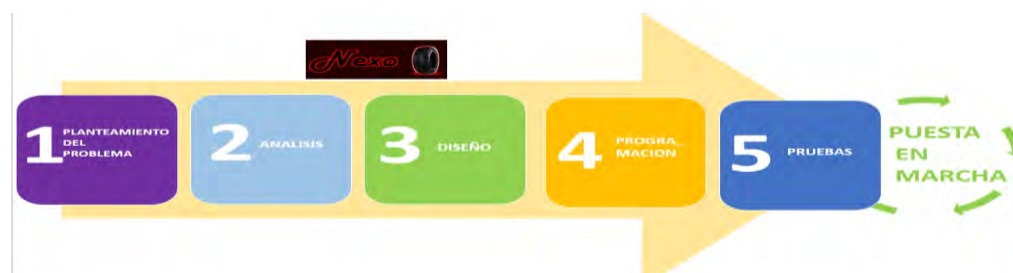 Nexo
1 PLANTEAMIENTO
DEL
PROBLEMA
2 ANALISIS
3 DISEÑO
4 PROGRA
MACION
5 PRUEBAS
PUESTA
EN
MARCHA